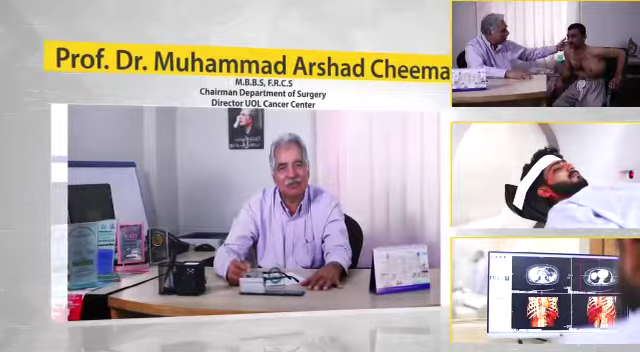 Prof. Dr. Muhammad Arshad Cheema
M.B.B.S, F.R.C.S
Chairman Department of Surgery
Director UOL Cancer Center